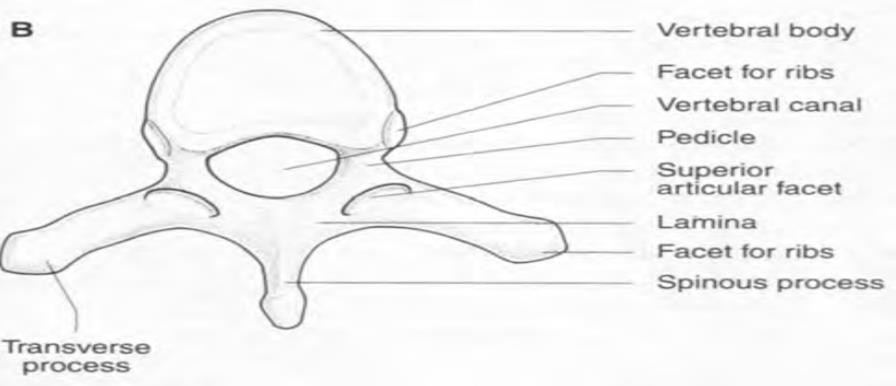 B
Vertebral body
Facet for ribs
Vertebral canal
Pedicle
Superior
articular facet
Lamina
Facet for ribs
Spinous process
Transverse
process